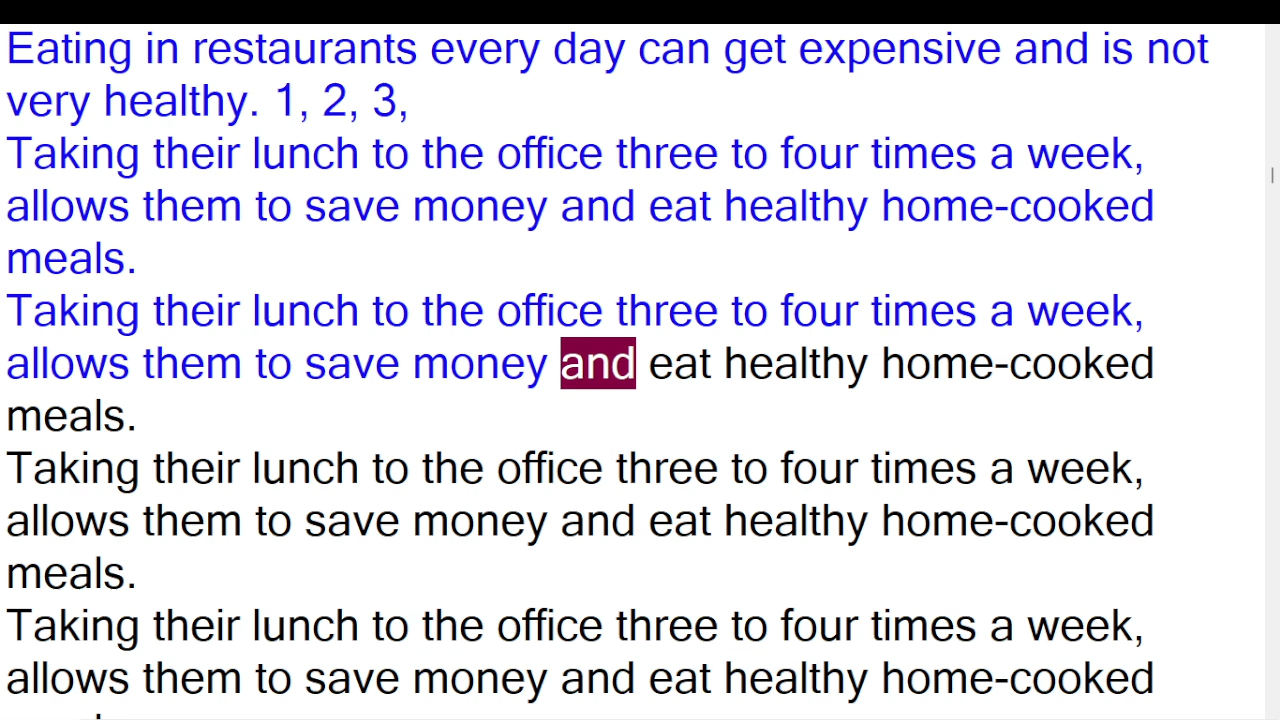 Eating in restaurants every day can get expensive and is not
very healthy. 1, 2, 3,
Taking their lunch to the office three to four times a week,
allows them to save money and eat healthy home-cooked
meals.
Taking their lunch to the office three to four times a week,
allows them to save money and eat healthy home-cooked
meals.
Taking their lunch to the office three to four times a week,
allows them to save money and eat healthy home-cooked
meals.
Taking their lunch to the office three to four times a week,
allows them to save money and eat healthy home-cooked